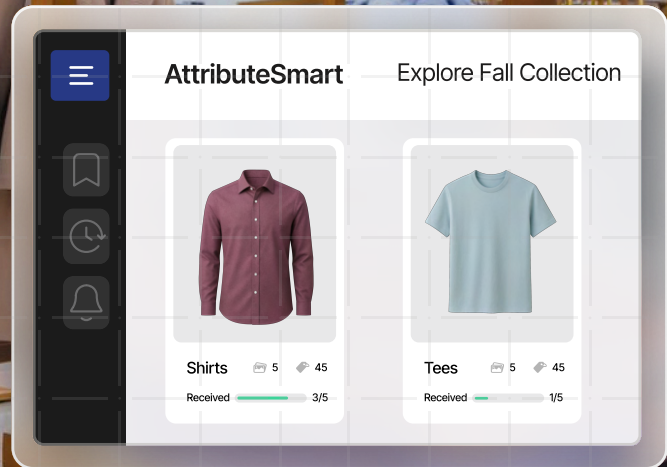 AttributeSmart
Explore Fall Collection
Shirts 5 45
Received 3/5
Tees 5 45
Received 1/5